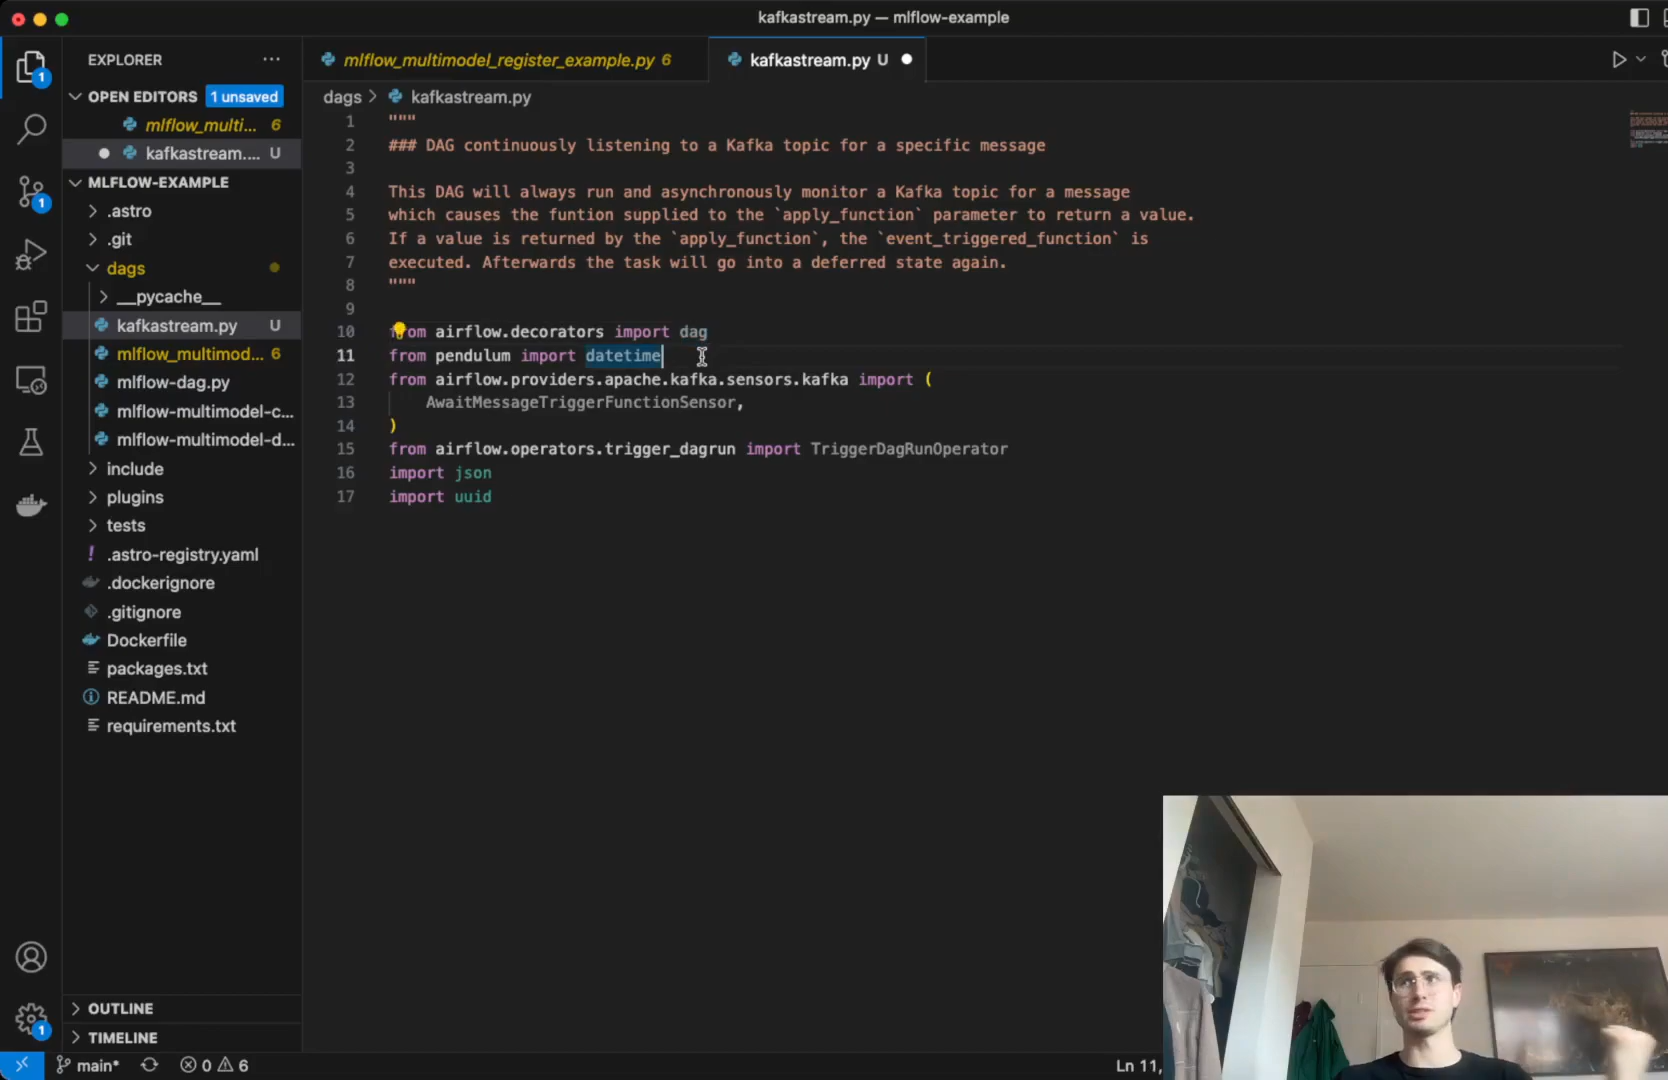 kafkastream.py — mlflow-example
EXPLORER
mlflow_multimodel_register_example.py 6
kafkastream.py U
OPEN EDITORS 1 unsaved
mlflow_multi... 6
kafkastream.... U
MLFLOW-EXAMPLE
.astro
.git
dags
__pycache__
kafkastream.py U
mlflow_multimod... 6
mlflow-dag.py
mlflow-multimodel-c...
mlflow-multimodel-d...
include
plugins
tests
.astro-registry.yaml
.dockerignore
.gitignore
Dockerfile
packages.txt
README.md
requirements.txt
OUTLINE
TIMELINE
dags > kafkastream.py
1 """
2 ### DAG continuously listening to a Kafka topic for a specific message
3
4 This DAG will always run and asynchronously monitor a Kafka topic for a message
5 which causes the funtion supplied to the `apply_function` parameter to return a value.
6 If a value is returned by the `apply_function`, the `event_triggered_function` is
7 executed. Afterwards the task will go into a deferred state again.
8 """
9
10 from airflow.decorators import dag
11 from pendulum import datetime
12 from airflow.providers.apache.kafka.sensors.kafka import (
13 AwaitMessageTriggerFunctionSensor,
14 )
15 from airflow.operators.trigger_dagrun import TriggerDagRunOperator
16 import json
17 import uuid
1
1
1
main* 0 6
Ln 11,